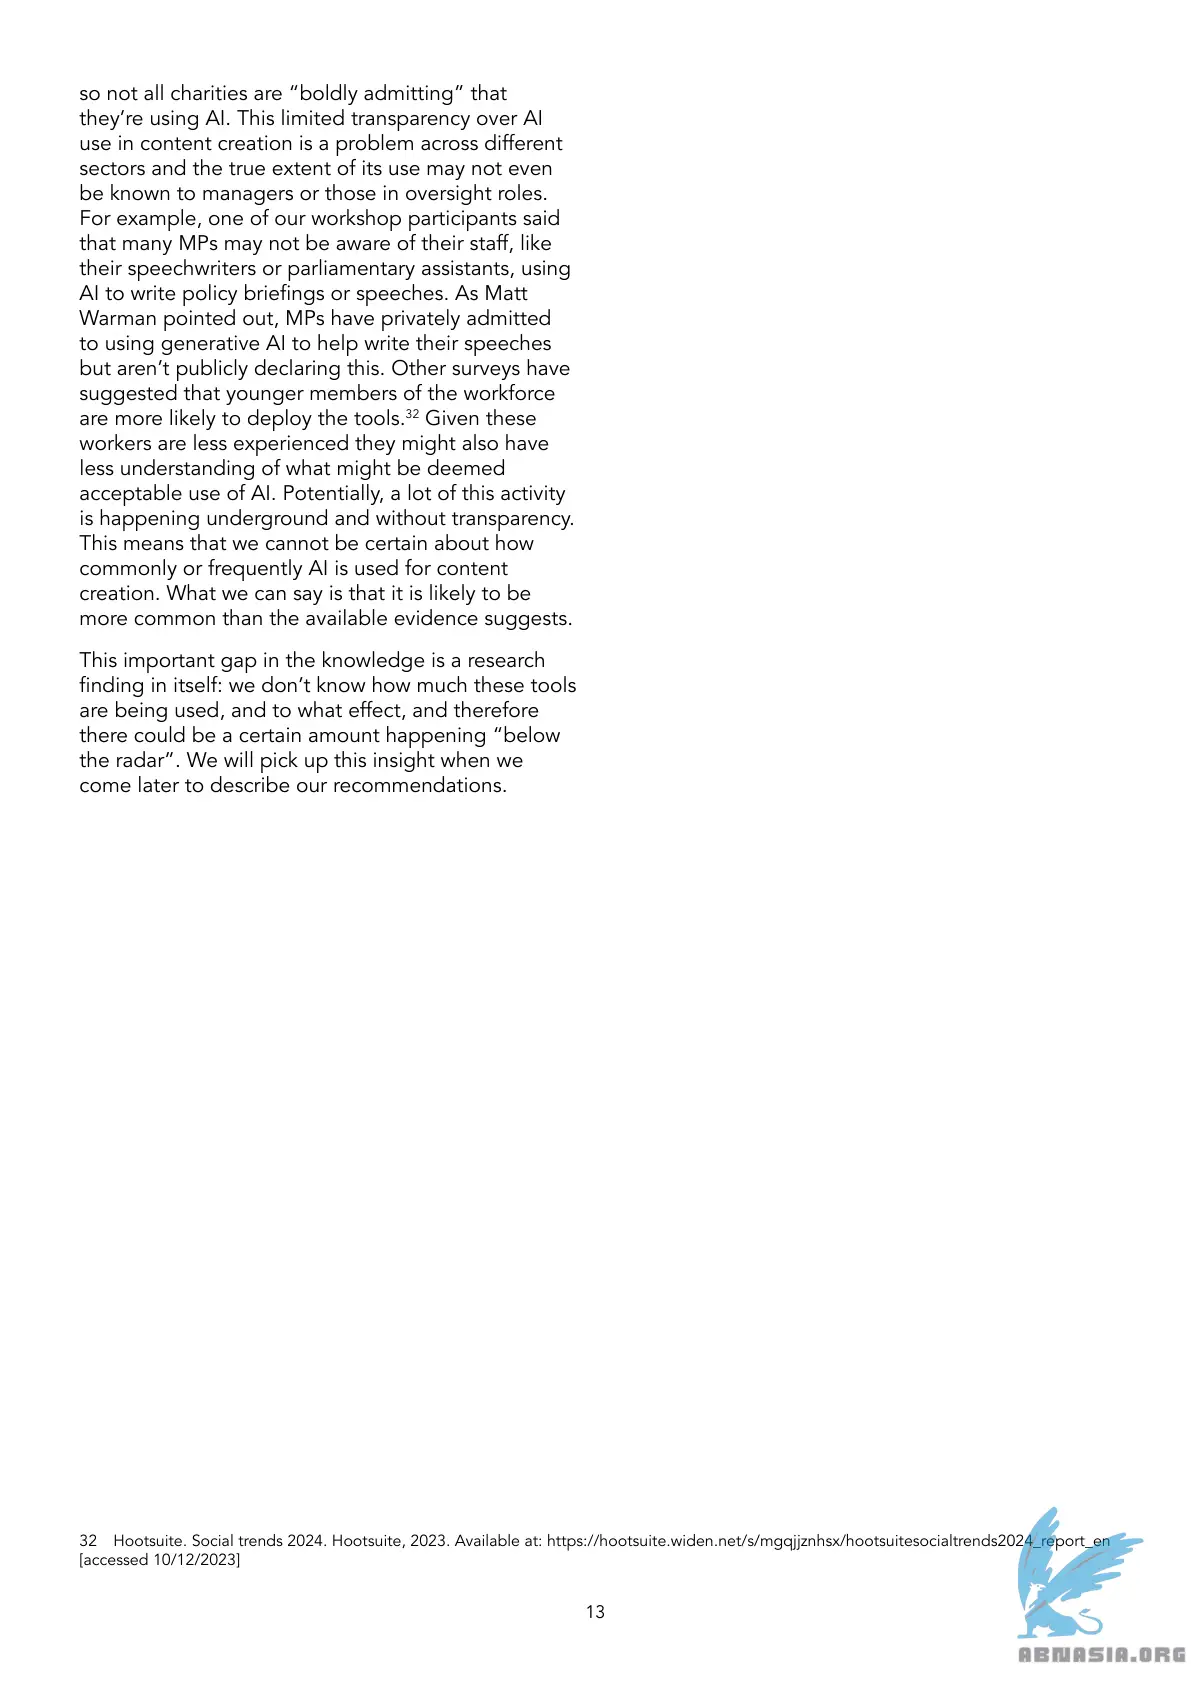 so not all charities are “boldly admitting” that
they’re using AI. This limited transparency over AI
use in content creation is a problem across different
sectors and the true extent of its use may not even
be known to managers or those in oversight roles.
For example, one of our workshop participants said
that many MPs may not be aware of their staff, like
their speechwriters or parliamentary assistants, using
AI to write policy briefings or speeches. As Matt
Warman pointed out, MPs have privately admitted
to using generative AI to help write their speeches
but aren’t publicly declaring this. Other surveys have
suggested that younger members of the workforce
are more likely to deploy the tools.32 Given these
workers are less experienced they might also have
less understanding of what might be deemed
acceptable use of AI. Potentially, a lot of this activity
is happening underground and without transparency.
This means that we cannot be certain about how
commonly or frequently AI is used for content
creation. What we can say is that it is likely to be
more common than the available evidence suggests.
This important gap in the knowledge is a research
finding in itself: we don’t know how much these tools
are being used, and to what effect, and therefore
there could be a certain amount happening “below
the radar”. We will pick up this insight when we
come later to describe our recommendations.
32 Hootsuite. Social trends 2024. Hootsuite, 2023. Available at: https://hootsuite.widen.net/s/mgqjjznhsx/hootsuitesocialtrends2024_report_en
[accessed 10/12/2023]
13
ABNASIA.ORG